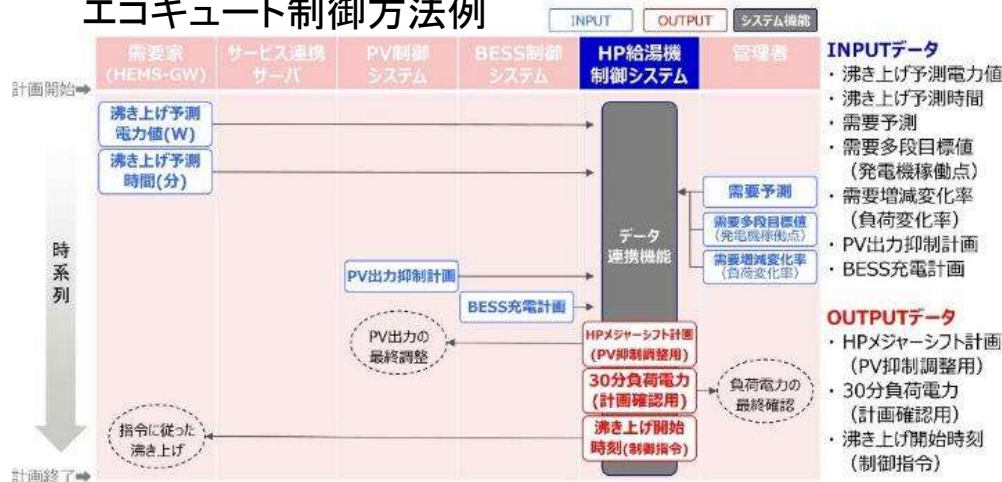 エコキュート制御方法例
INPUT
OUTPUT
システム機能
需要家
(HEMS-GW)
サービス連携
サーバ
PV制御
システム
BESS制御
システム
HP給湯機
制御システム
管理者
計画開始
沸き上げ予測
電力値(W)
沸き上げ予測
時間(分)
需要予測
需要多段目標値
(発電機稼働点)
需要増減変化率
(負荷変化率)
データ
連携機能
時系列
PV出力抑制計画
BESS充電計画
HPメジャーシフト計画
(PV抑制調整用)
PV出力の
最終調整
30分負荷電力
(計画確認用)
負荷電力の
最終確認
沸き上げ開始
時刻(制御指令)
指令に従った
沸き上げ
計画終了
INPUTデータ
・沸き上げ予測電力値
・沸き上げ予測時間
・需要予測
・需要多段目標値
（発電機稼働点）
・需要増減変化率
（負荷変化率）
・PV出力抑制計画
・BESS充電計画
OUTPUTデータ
・HPメジャーシフト計画
（PV抑制調整用）
・30分負荷電力
（計画確認用）
・沸き上げ開始時刻
（制御指令）